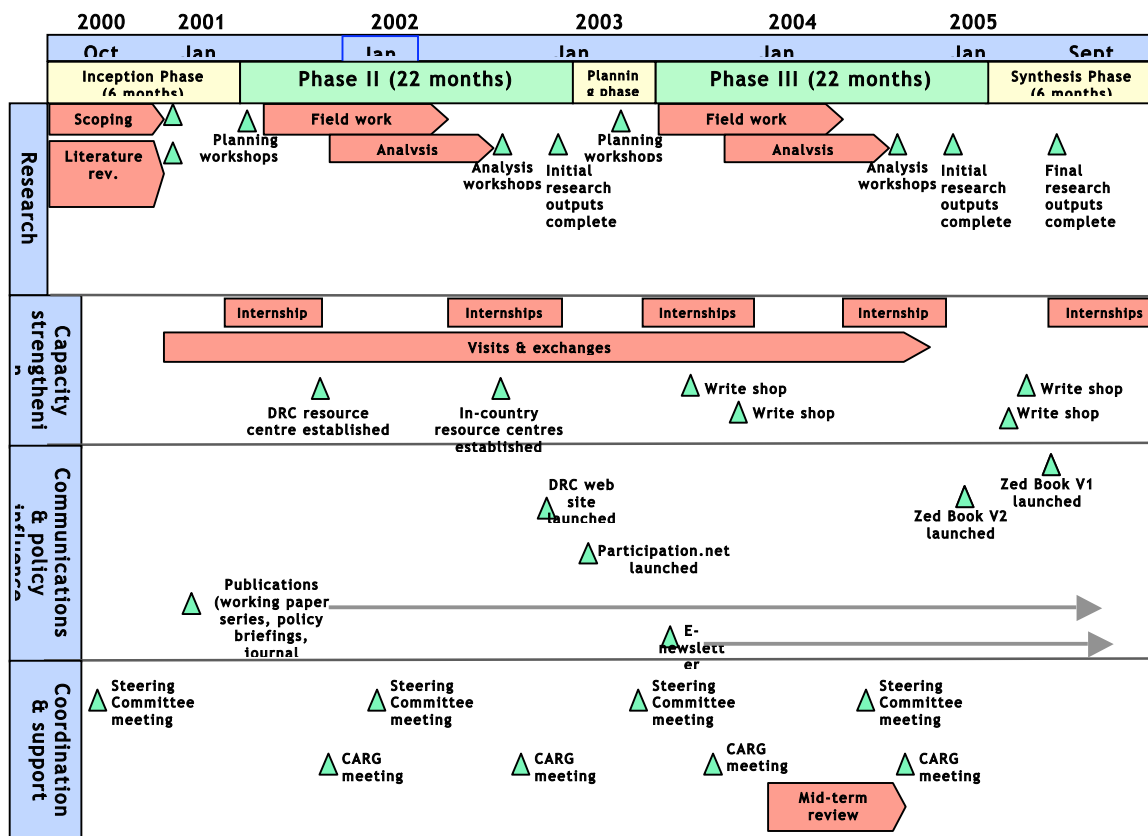 2000 2001 2002 2003 2004 2005
Oct Jan Jan Jan Jan Jan Sept
Inception Phase
(6 months)
Phase II (22 months)
Plannin
g phase
Phase III (22 months)
Synthesis Phase
(6 months)
Research
Scoping
Literature
rev.
Planning
workshops
Field work
Analysis
Analysis
workshops
Initial
research
outputs
complete
Planning
workshops
Field work
Analysis
Analysis
workshops
Initial
research
outputs
complete
Final
research
outputs
complete
Capacity
strengtheni
Internship
Internships
Internships
Internship
Internships
Visits & exchanges
DRC resource
centre established
In-country
resource centres
established
Write shop
Write shop
Write shop
Write shop
Communications
& policy
influence
DRC web
site
launched
Participation.net
launched
Zed Book V2
launched
Zed Book V1
launched
Publications
(working paper
series, policy
briefings,
journal
E-
newslett
er
Coordination
& support
Steering
Committee
meeting
Steering
Committee
meeting
Steering
Committee
meeting
Steering
Committee
meeting
CARG
meeting
CARG
meeting
CARG
meeting
CARG
meeting
Mid-term
review